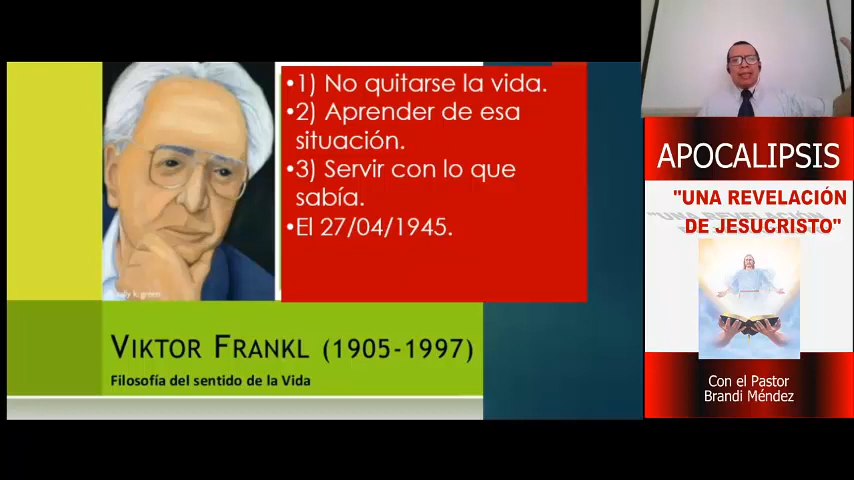 •1) No quitarse la vida.
•2) Aprender de esa
situación.
•3) Servir con lo que
sabía.
•El 27/04/1945.
VIKTOR FRANKL (1905-1997)
Filosofía del sentido de la Vida
APOCALIPSIS
"UNA REVELACIÓN
DE JESUCRISTO"
Con el Pastor
Brandi Méndez